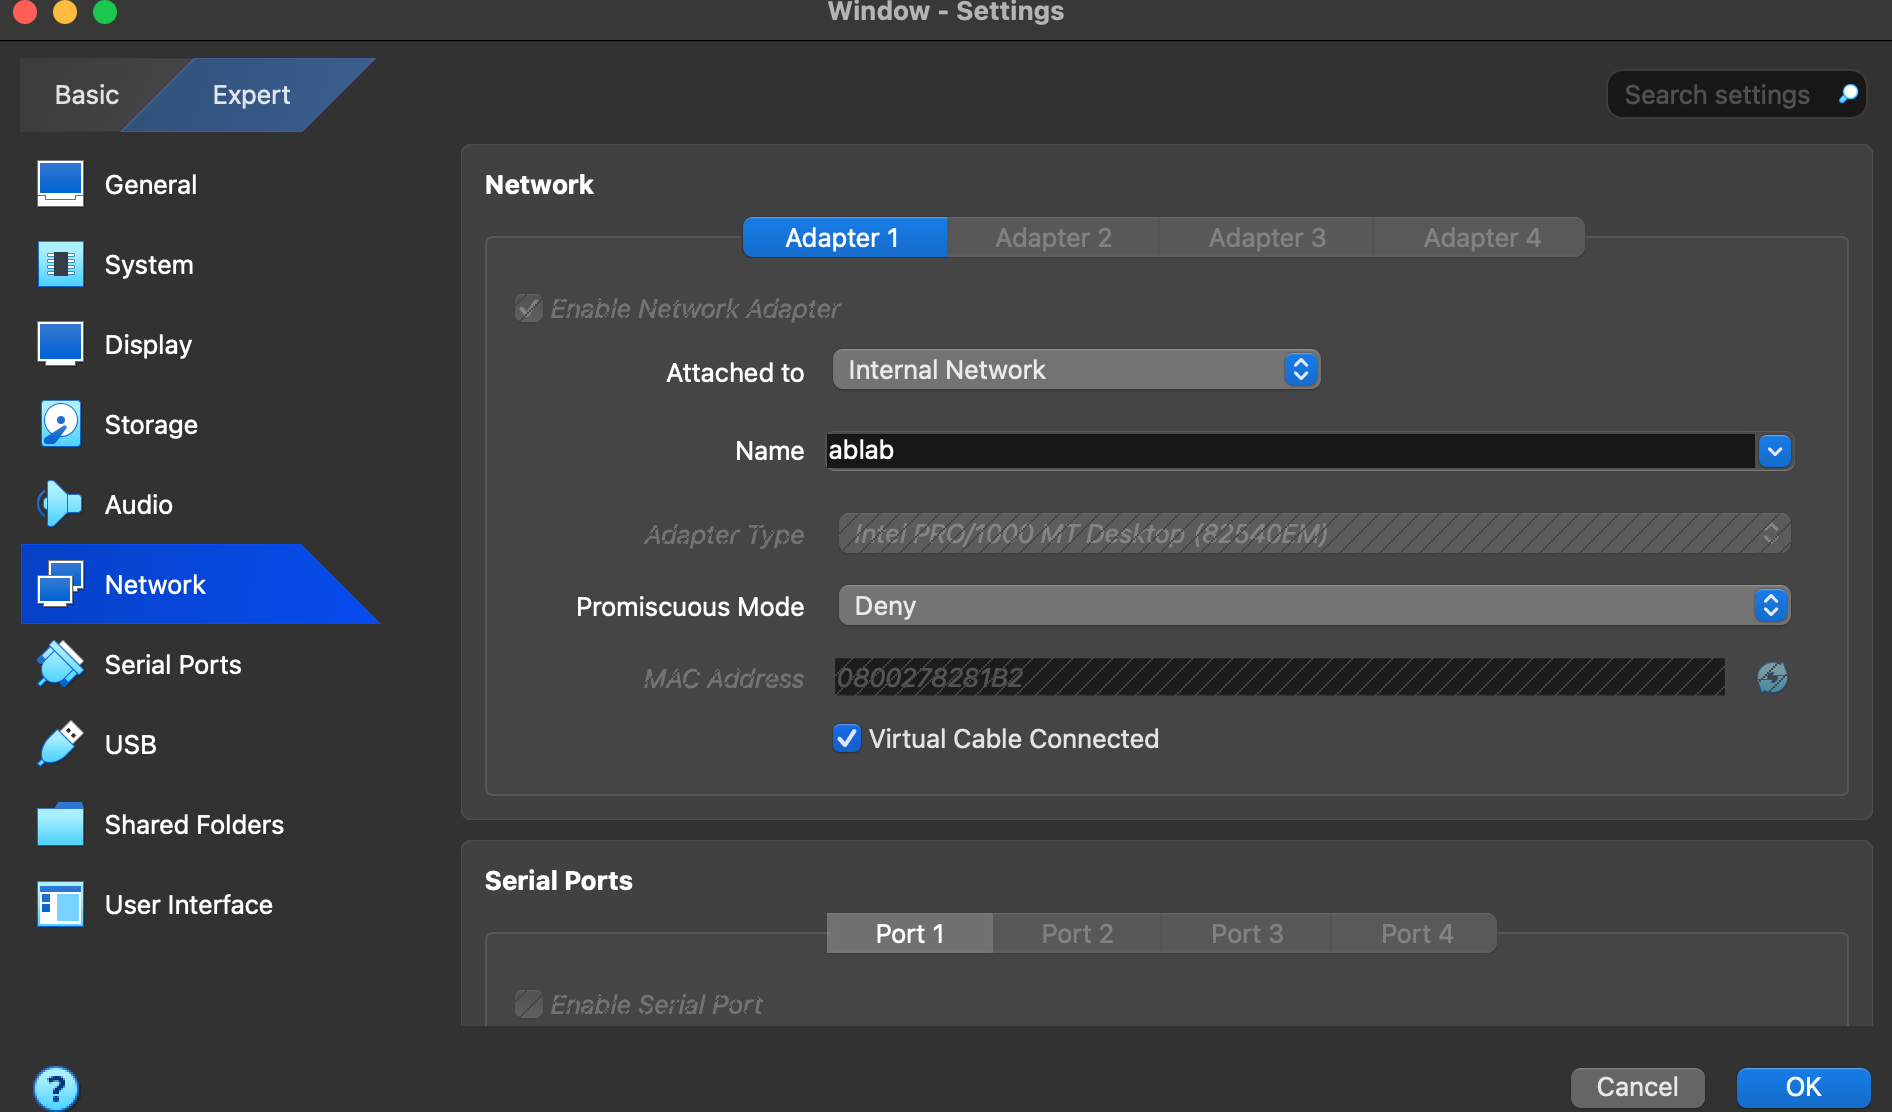 Window - Settings
Basic
Expert
Search settings
General
System
Display
Storage
Audio
Network
Serial Ports
USB
Shared Folders
User Interface
Network
Adapter 1
Adapter 2
Adapter 3
Adapter 4
Enable Network Adapter
Attached to
Internal Network
Name
ablab
Adapter Type
Intel PRO/1000 MT Desktop (82540EM)
Promiscuous Mode
Deny
MAC Address
0800278281B2
Virtual Cable Connected
Serial Ports
Port 1
Port 2
Port 3
Port 4
Enable Serial Port
?
Cancel
OK